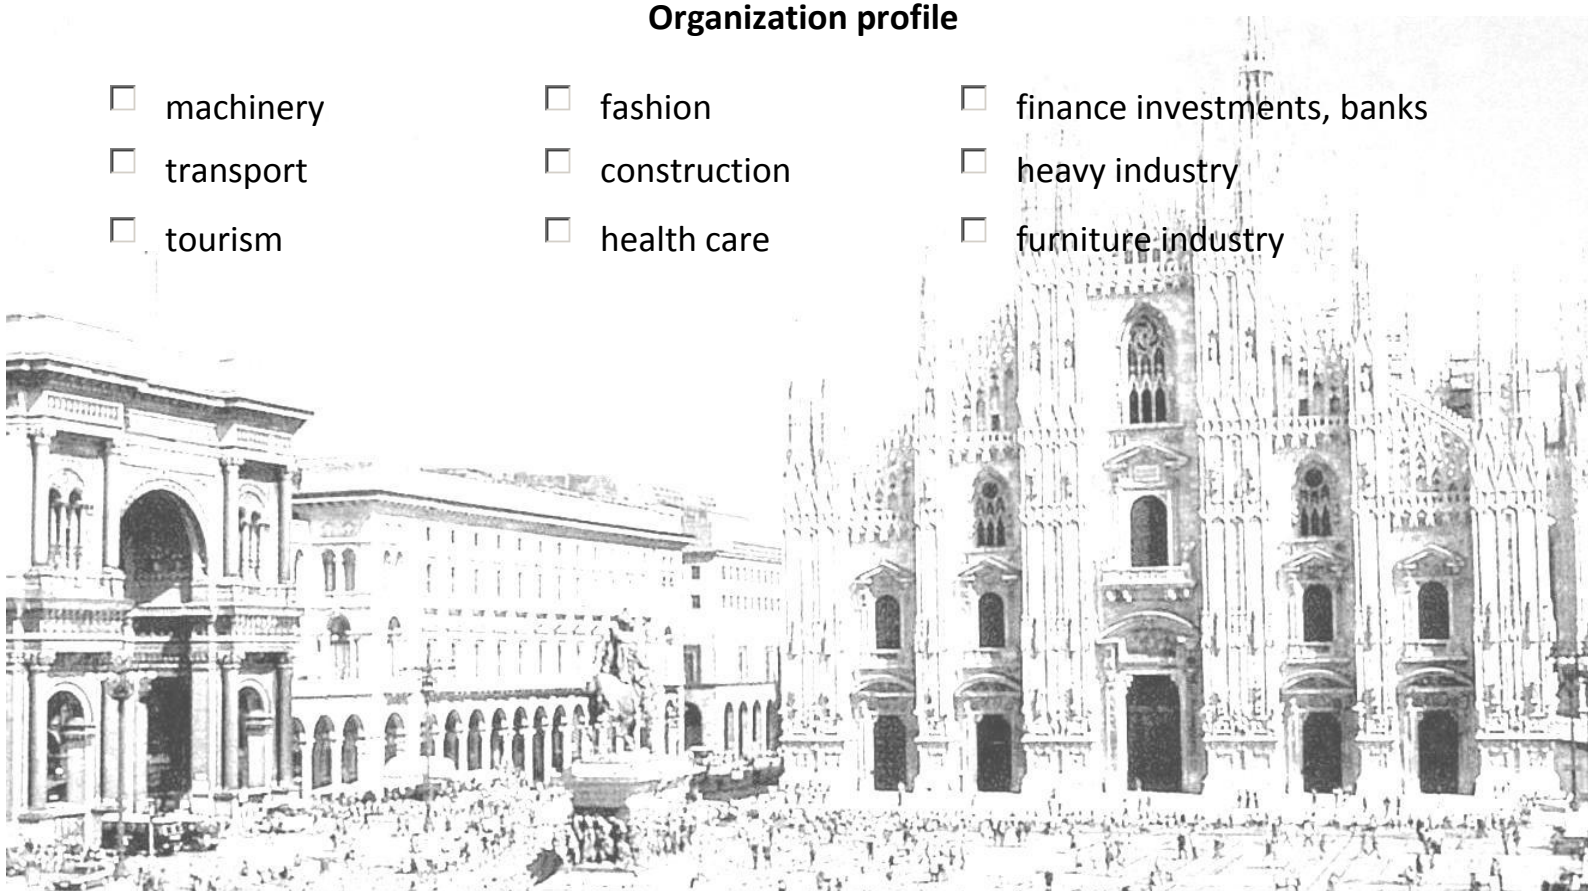 Organization profile
machinery fashion finance investments, banks
transport construction heavy industry
tourism health care furniture industry